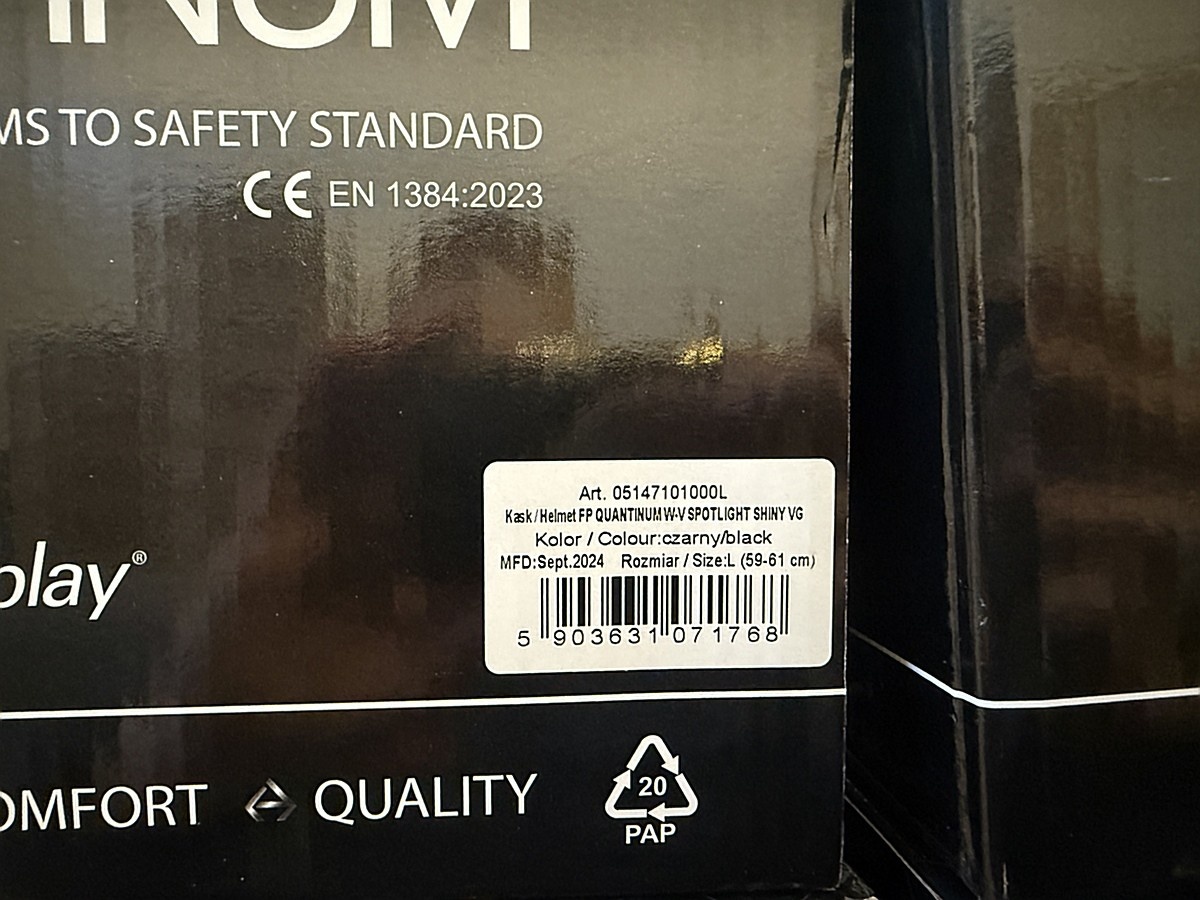 MS TO SAFETY STANDARD
CE EN 1384:2023
Art. 05147101000L
Kask / Helmet FP QUANTINUM W-V SPOTLIGHT SHINY VG
Kolor / Colour:czarny/black
MFD:Sept.2024 Rozmiar / Size:L (59-61 cm)
5 903631 071768
play®
OMFORT QUALITY
20
PAP